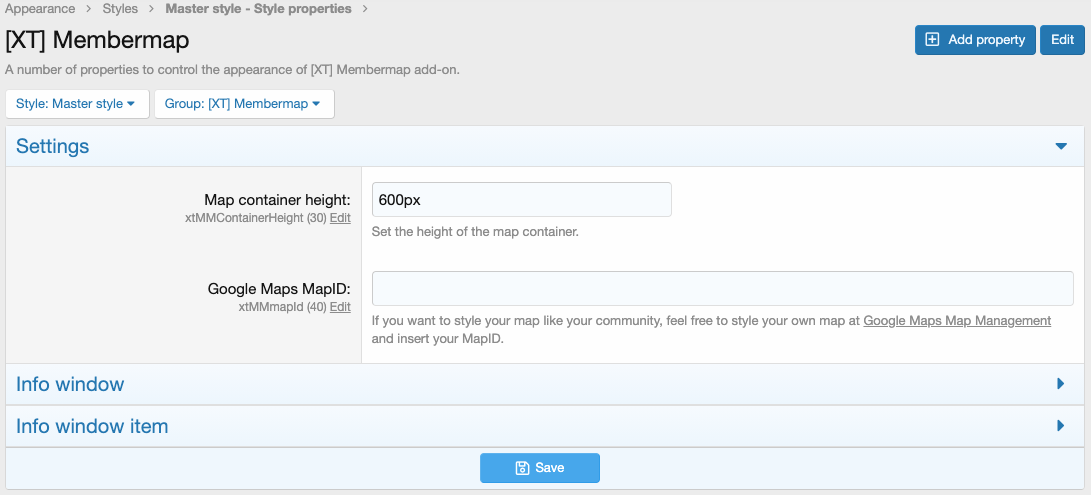 Appearance > Styles > Master style - Style properties >
[XT] Membermap
Add property
Edit
A number of properties to control the appearance of [XT] Membermap add-on.
Style: Master style
Group: [XT] Membermap
Settings
Map container height:
xtMMContainerHeight (30) Edit
600px
Set the height of the map container.
Google Maps MapID:
xtMMmapId (40) Edit
If you want to style your map like your community, feel free to style your own map at Google Maps Map Management
and insert your MapID.
Info window
Info window item
Save